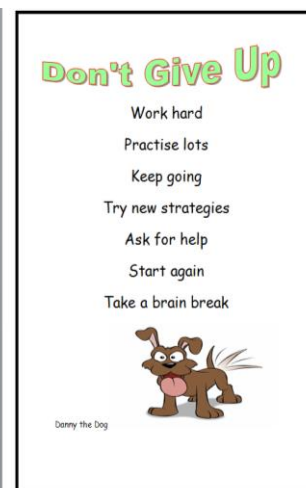 Don't Give Up
Work hard
Practise lots
Keep going
Try new strategies
Ask for help
Start again
Take a brain break
Danny the Dog